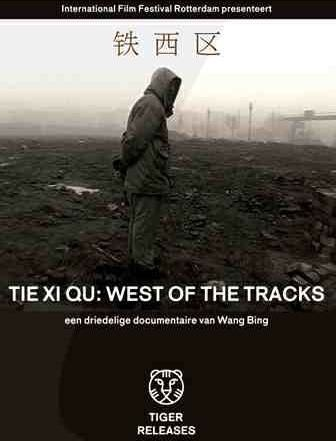 International Film Festival Rotterdam presenteert
铁西区
TIE XI QU: WEST OF THE TRACKS
een driedelige documentaire van Wang Bing
TIGER
RELEASES